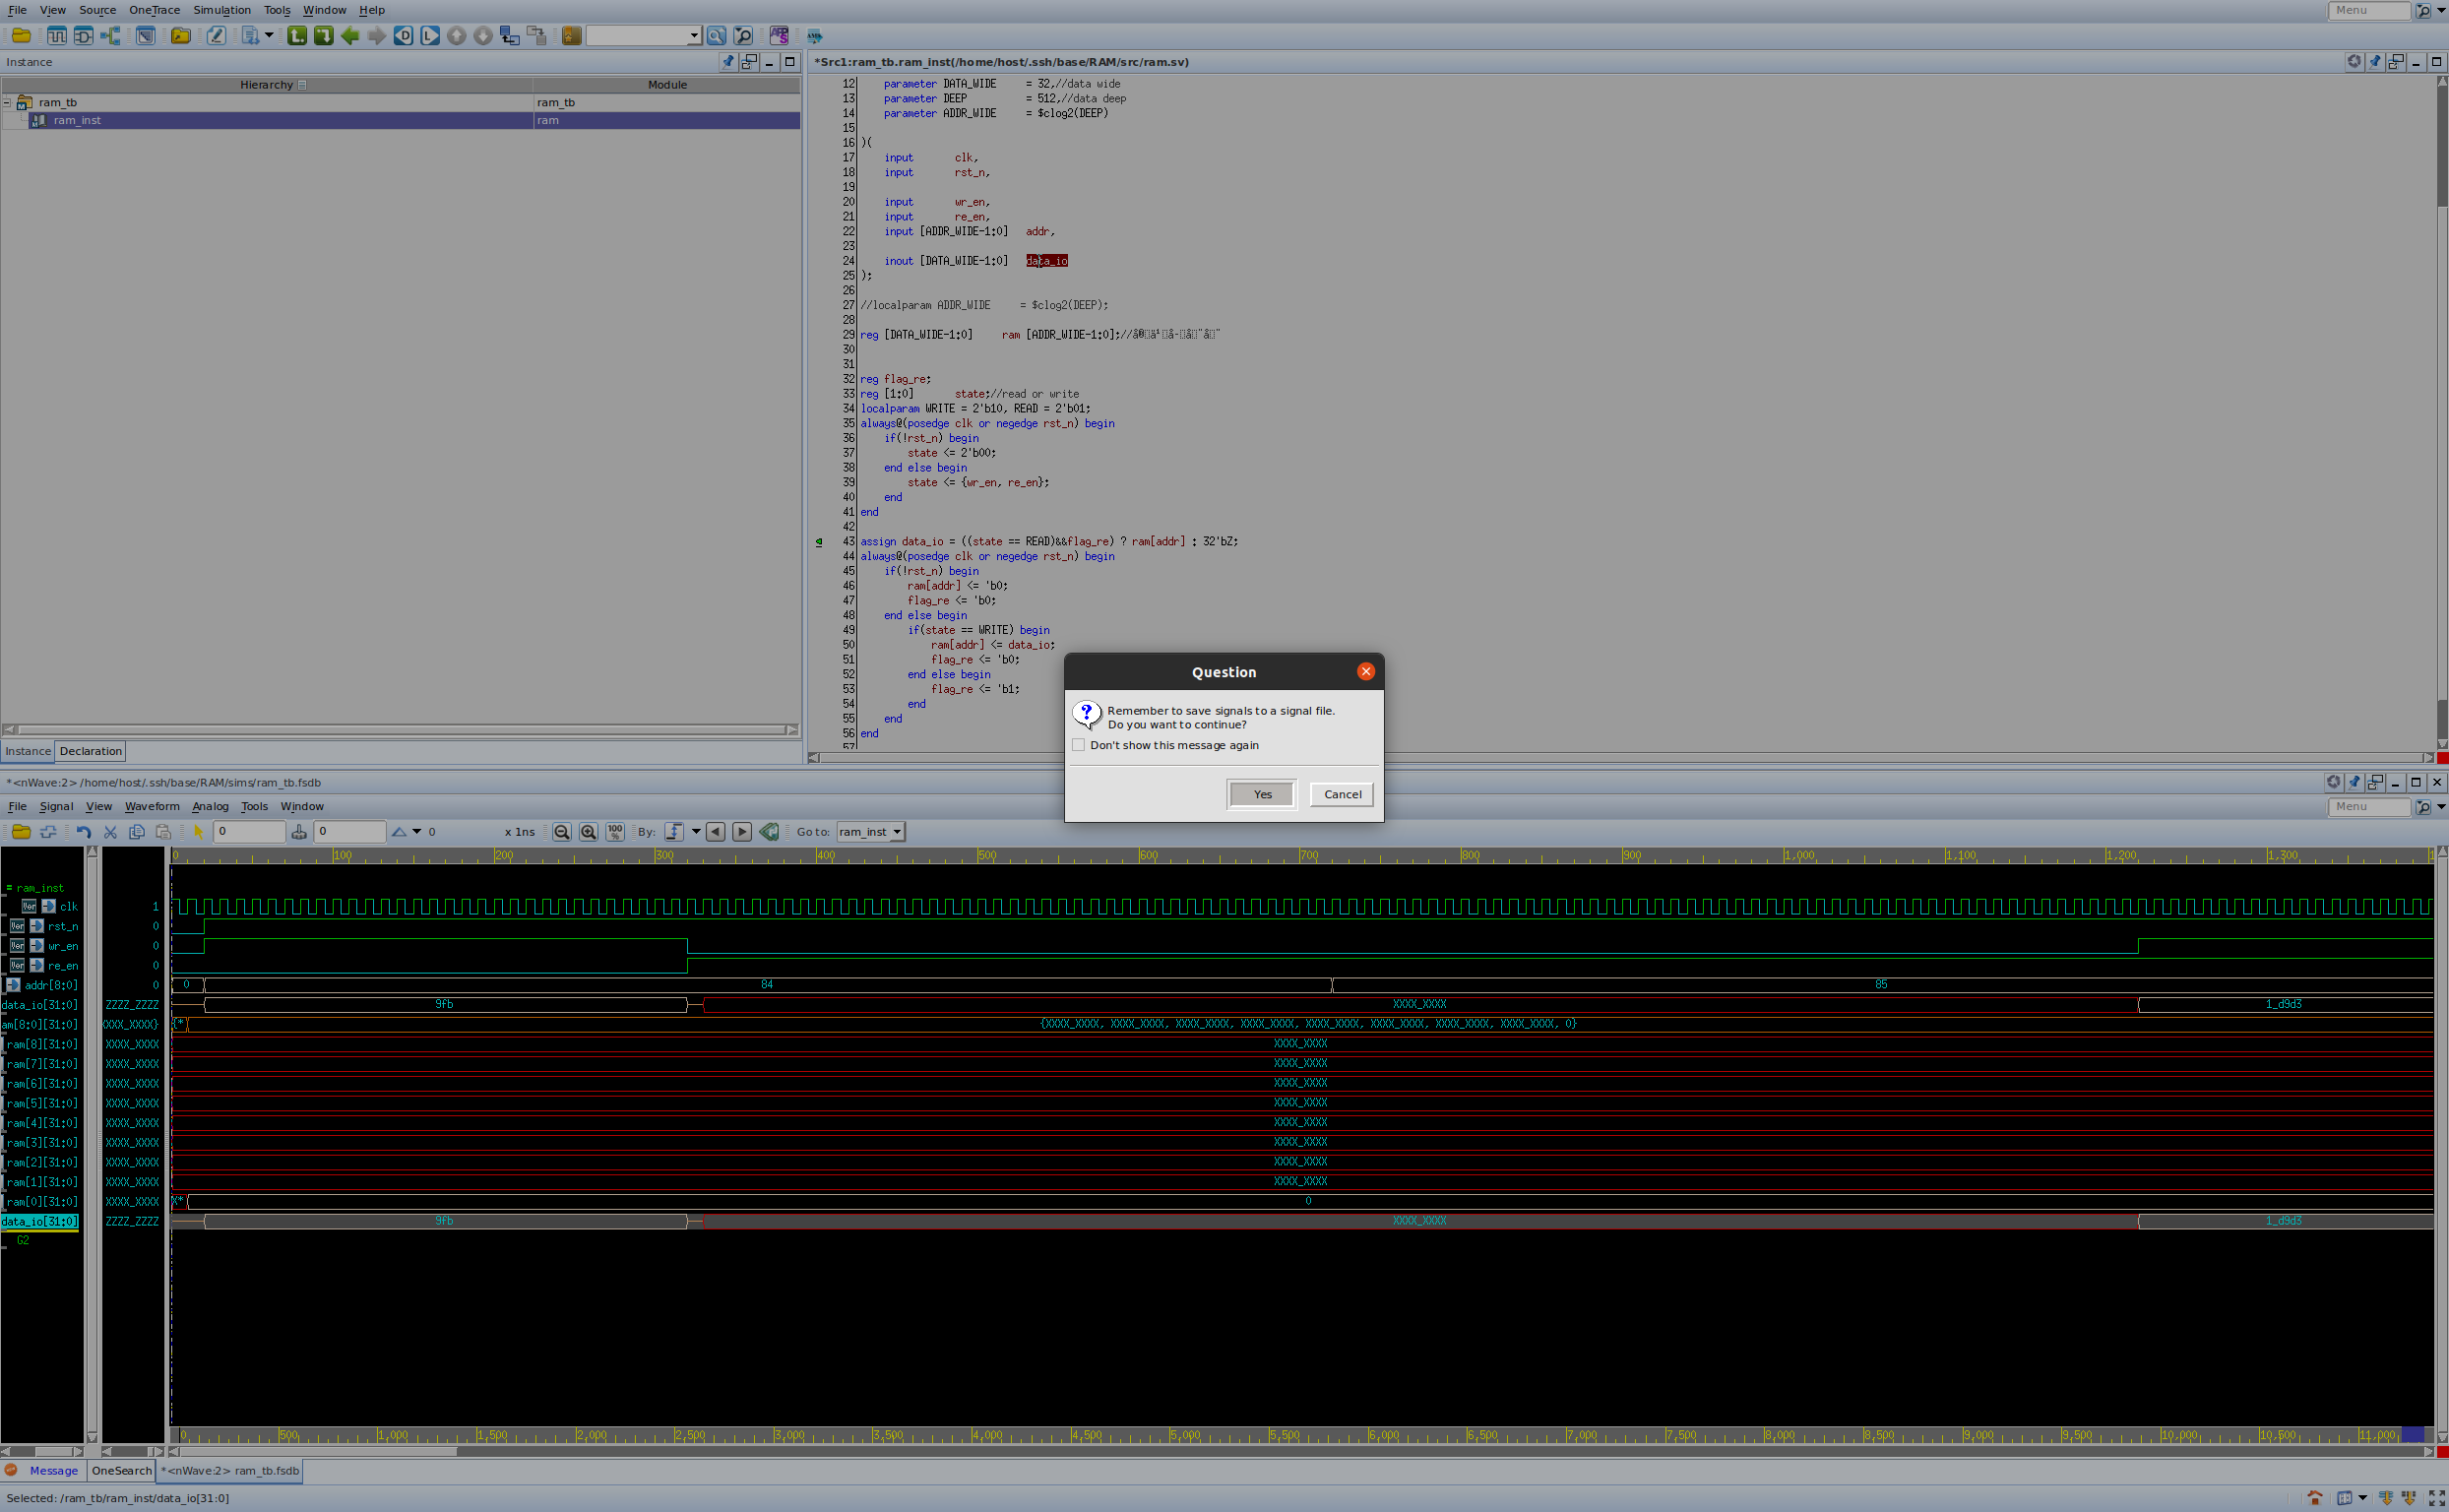 File View Source OneTrace Simulation Tools Window Help
Menu
Instance
Hierarchy Module
ram_tb ram_tb
ram_inst ram
Instance Declaration
*Src1:ram_tb.ram_inst(/home/host/.ssh/base/RAM/src/ram.sv)
12 parameter DATA_WIDE = 32,//data wide
13 parameter DEEP = 512,//data deep
14 parameter ADDR_WIDE = $clog2(DEEP)
15
16 )(
17 input clk,
18 input rst_n,
19
20 input wr_en,
21 input re_en,
22 input [ADDR_WIDE-1:0] addr,
23
24 inout [DATA_WIDE-1:0] data_io
25 );
26
27 //localparam ADDR_WIDE = $clog2(DEEP);
28
29 reg [DATA_WIDE-1:0] ram [ADDR_WIDE-1:0];//
30
31
32 reg flag_re;
33 reg [1:0] state;//read or write
34 localparam WRITE = 2'b10, READ = 2'b01;
35 always@(posedge clk or negedge rst_n) begin
36 if(!rst_n) begin
37 state <= 2'b00;
38 end else begin
39 state <= {wr_en, re_en};
40 end
41 end
42
43 assign data_io = ((state == READ)&&flag_re) ? ram[addr] : 32'bZ;
44 always@(posedge clk or negedge rst_n) begin
45 if(!rst_n) begin
46 ram[addr] <= 'b0;
47 flag_re <= 'b0;
48 end else begin
49 if(state == WRITE) begin
50 ram[addr] <= data_io;
51 flag_re <= 'b0;
52 end else begin
53 flag_re <= 'b1;
54 end
55 end
56 end
57
Question
Remember to save signals to a signal file.
Do you want to continue?
Don't show this message again
Yes Cancel
*<nWave:2> /home/host/.ssh/base/RAM/sims/ram_tb.fsdb
File Signal View Waveform Analog Tools Window
Menu
0 0 0 x 1ns 100% By: Go to: ram_inst
0 100 200 300 400 500 600 700 800 900 1,000 1,100 1,200 1,300
= ram_inst
clk 1
rst_n 0
wr_en 0
re_en 0
addr[8:0] 0 0 84 85
data_io[31:0] ZZZZ_ZZZZ 9fb XXXX_XXXX 1_d9d3
am[8:0][31:0] XXXX_XXXX} {* {XXXX_XXXX, XXXX_XXXX, XXXX_XXXX, XXXX_XXXX, XXXX_XXXX, XXXX_XXXX, XXXX_XXXX, XXXX_XXXX, 0}
ram[8][31:0] XXXX_XXXX XXXX_XXXX
ram[7][31:0] XXXX_XXXX XXXX_XXXX
ram[6][31:0] XXXX_XXXX XXXX_XXXX
ram[5][31:0] XXXX_XXXX XXXX_XXXX
ram[4][31:0] XXXX_XXXX XXXX_XXXX
ram[3][31:0] XXXX_XXXX XXXX_XXXX
ram[2][31:0] XXXX_XXXX XXXX_XXXX
ram[1][31:0] XXXX_XXXX XXXX_XXXX
ram[0][31:0] XXXX_XXXX X* 0
data_io[31:0] ZZZZ_ZZZZ 9fb XXXX_XXXX 1_d9d3
G2
0 500 1,000 1,500 2,000 2,500 3,000 3,500 4,000 4,500 5,000 5,500 6,000 6,500 7,000 7,500 8,000 8,500 9,000 9,500 10,000 10,500 11,000
Message OneSearch *<nWave:2> ram_tb.fsdb
Selected: /ram_tb/ram_inst/data_io[31:0]